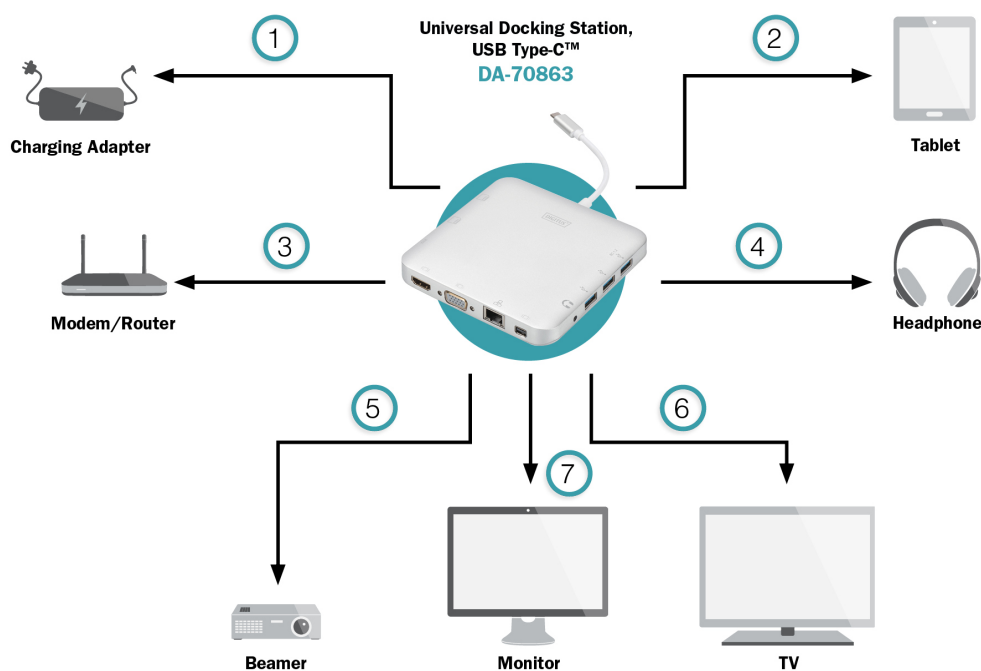 Universal Docking Station,
USB Type-C™
DA-70863
1
2
Charging Adapter
Tablet
3
4
Modem/Router
Headphone
5
6
7
Beamer
Monitor
TV